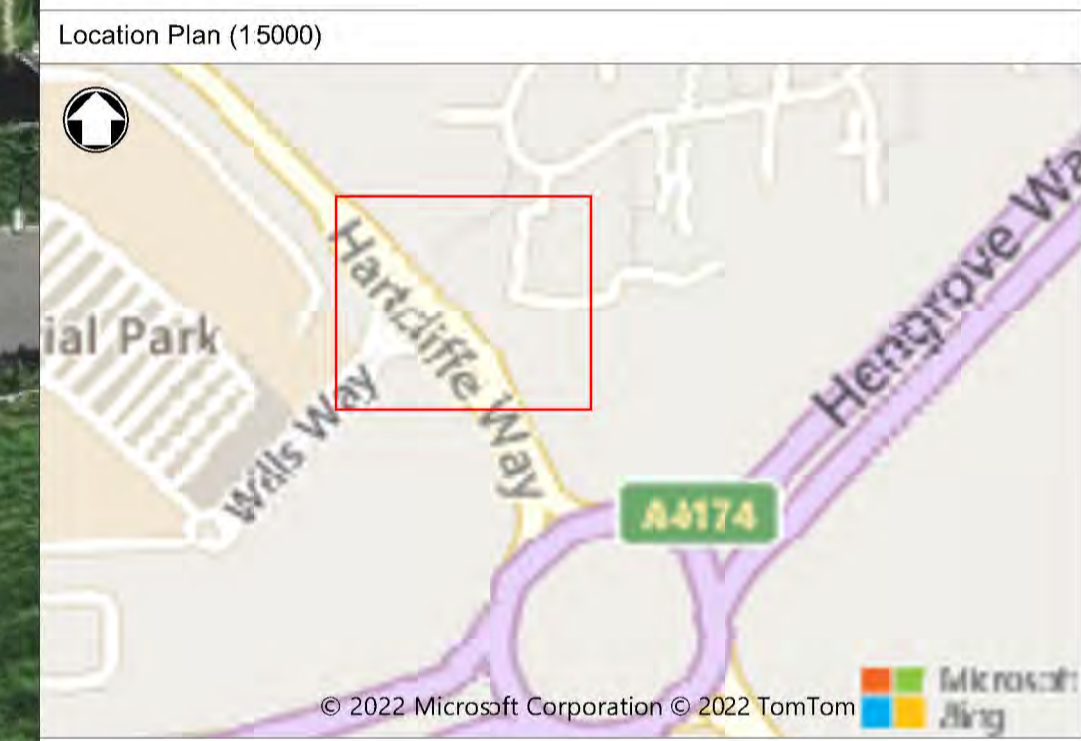 Location Plan (1:5000)
Hartcliffe Way
Hengrove Wa
ial Park
Wills Way
A4174
© 2022 Microsoft Corporation © 2022 TomTom
Microsoft
Bing